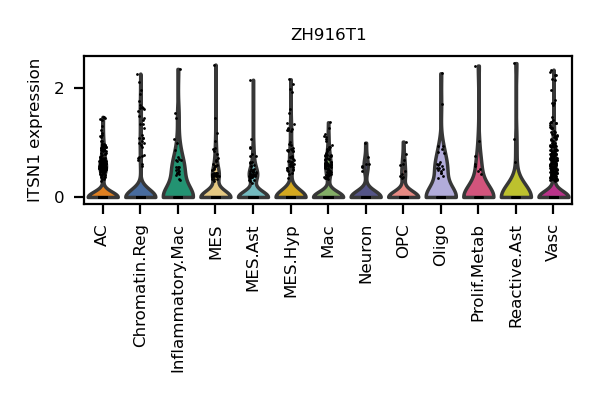 ZH916T1
ITSN1 expression
2
0
AC
Chromatin.Reg
Inflammatory.Mac
MES
MES.Ast
MES.Hyp
Mac
Neuron
OPC
Oligo
Prolif.Metab
Reactive.Ast
Vasc